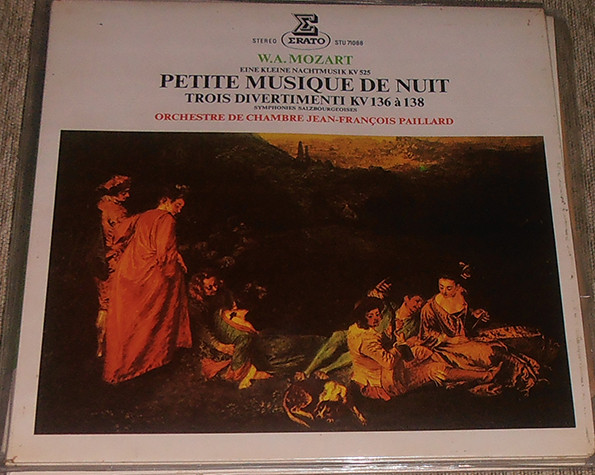 STEREO ERATO STU 71068
W.A. MOZART
EINE KLEINE NACHTMUSIK KV 525
PETITE MUSIQUE DE NUIT
TROIS DIVERTIMENTI KV 136 à 138
SYMPHONIES SALZBOURGEOISES
ORCHESTRE DE CHAMBRE JEAN-FRANÇOIS PAILLARD